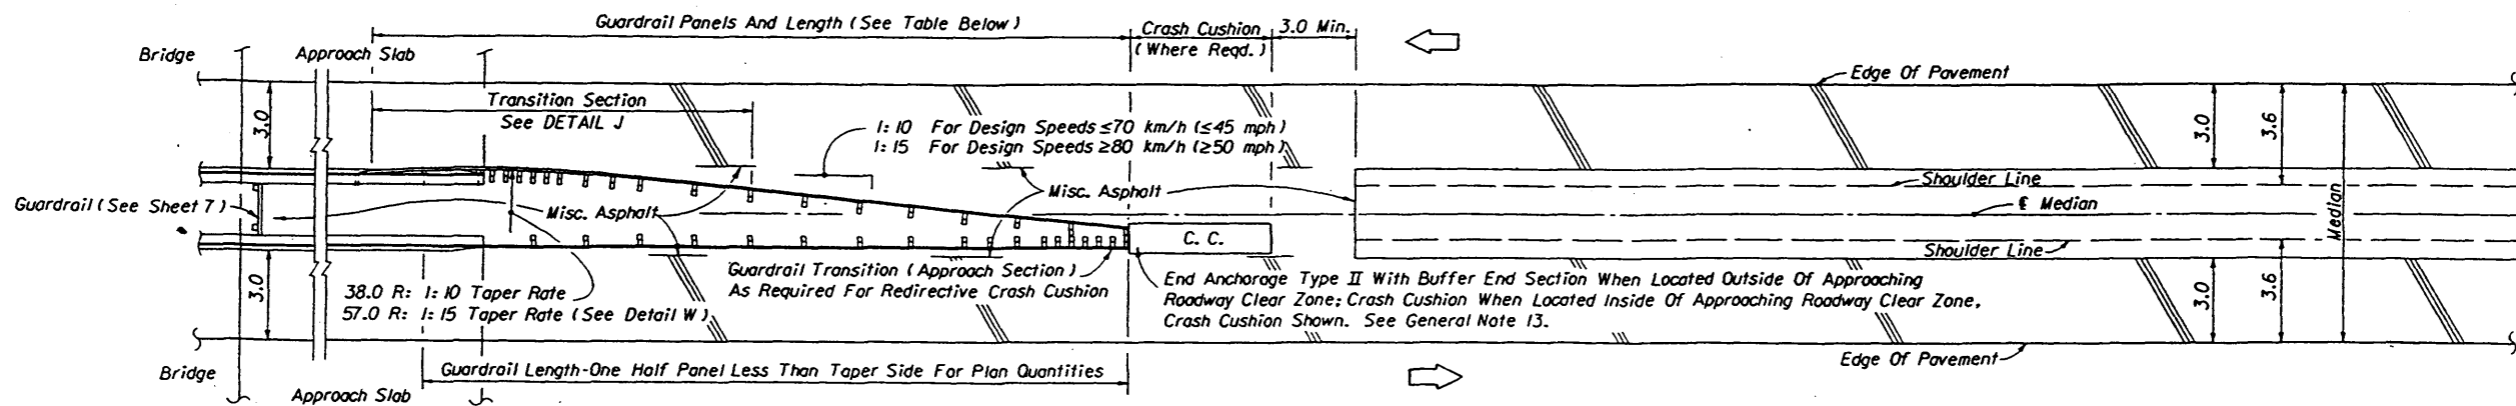 Guardrail Panels And Length (See Table Below)
Crash Cushion
(Where Reqd.)
3.0 Min.
Bridge
Approach Slab
Edge Of Pavement
Transition Section
See DETAIL J
3.0
1:10 For Design Speeds ≤70 km/h (≤45 mph)
1:15 For Design Speeds ≥80 km/h (≥50 mph)
3.0
3.6
Misc. Asphalt
Shoulder Line
Guardrail (See Sheet 7)
Misc. Asphalt
℄ Median
Median
C. C.
Shoulder Line
Guardrail Transition (Approach Section)
As Required For Redirective Crash Cushion
End Anchorage Type II With Buffer End Section When Located Outside Of Approaching
Roadway Clear Zone; Crash Cushion When Located Inside Of Approaching Roadway Clear Zone,
Crash Cushion Shown. See General Note 13.
3.0
38.0 R: 1:10 Taper Rate
57.0 R: 1:15 Taper Rate (See Detail W)
3.0
3.6
Edge Of Pavement
Bridge
Guardrail Length-One Half Panel Less Than Taper Side For Plan Quantities
Approach Slab